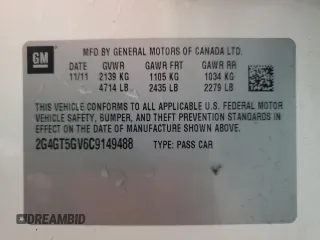 GM
MFD BY GENERAL MOTORS OF CANADA LTD.
DATE GVWR GAWR FRT GAWR RR
11/11 2139 KG 1105 KG 1034 KG
4714 LB 2435 LB 2279 LB
THIS VEHICLE CONFORMS TO ALL APPLICABLE U.S. FEDERAL MOTOR
VEHICLE SAFETY, BUMPER, AND THEFT PREVENTION STANDARDS IN
EFFECT ON THE DATE OF MANUFACTURE SHOWN ABOVE.
2G4GT5GV6C9149488 TYPE: PASS CAR
DREAMBID